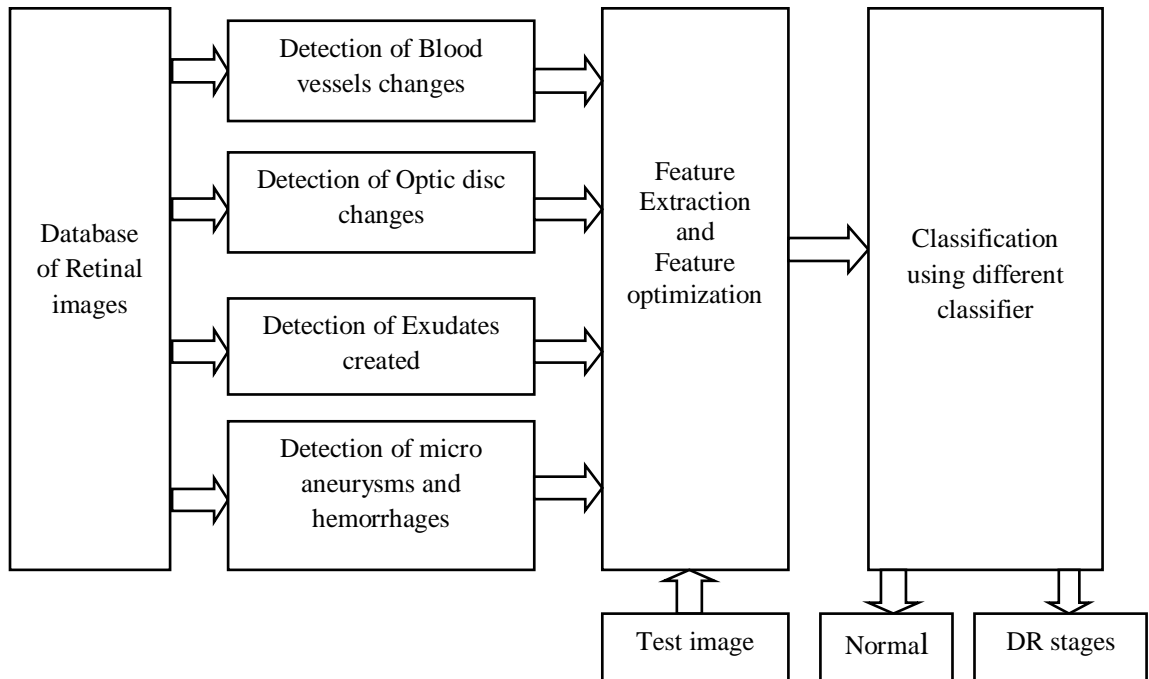 Database
of Retinal
images
Detection of Blood
vessels changes
Detection of Optic disc
changes
Detection of Exudates
created
Detection of micro
aneurysms and
hemorrhages
Feature
Extraction
and
Feature
optimization
Classification
using different
classifier
Test image
Normal
DR stages